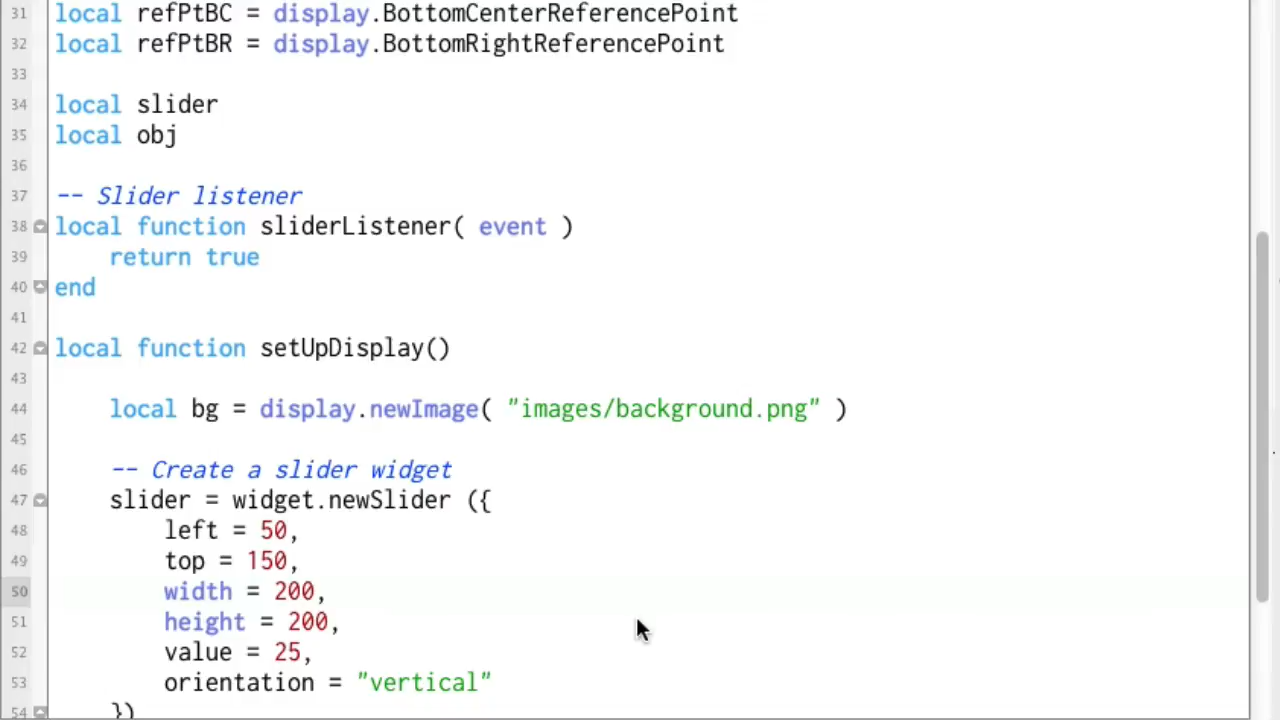 31 local refPtBC = display.BottomCenterReferencePoint
32 local refPtBR = display.BottomRightReferencePoint
33
34 local slider
35 local obj
36
37 -- Slider listener
38 local function sliderListener( event )
39     return true
40 end
41
42 local function setUpDisplay()
43
44     local bg = display.newImage( "images/background.png" )
45
46     -- Create a slider widget
47     slider = widget.newSlider ({
48         left = 50,
49         top = 150,
50         width = 200,
51         height = 200,
52         value = 25,
53         orientation = "vertical"
54     })